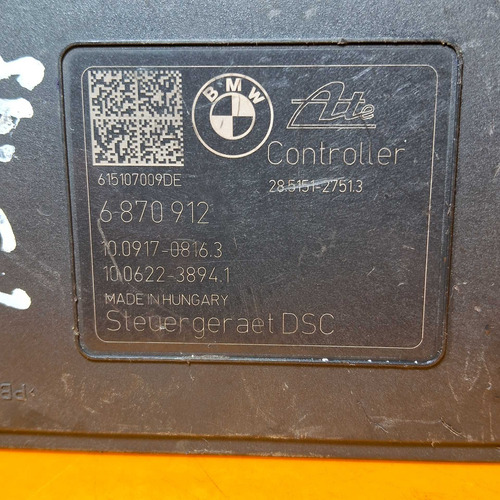 BMW
Ate
Controller
615107009DE
28.5151-2751.3
6 870 912
10.0917-0816.3
10.0622-3894.1
MADE IN HUNGARY
Steuergeraet DSC